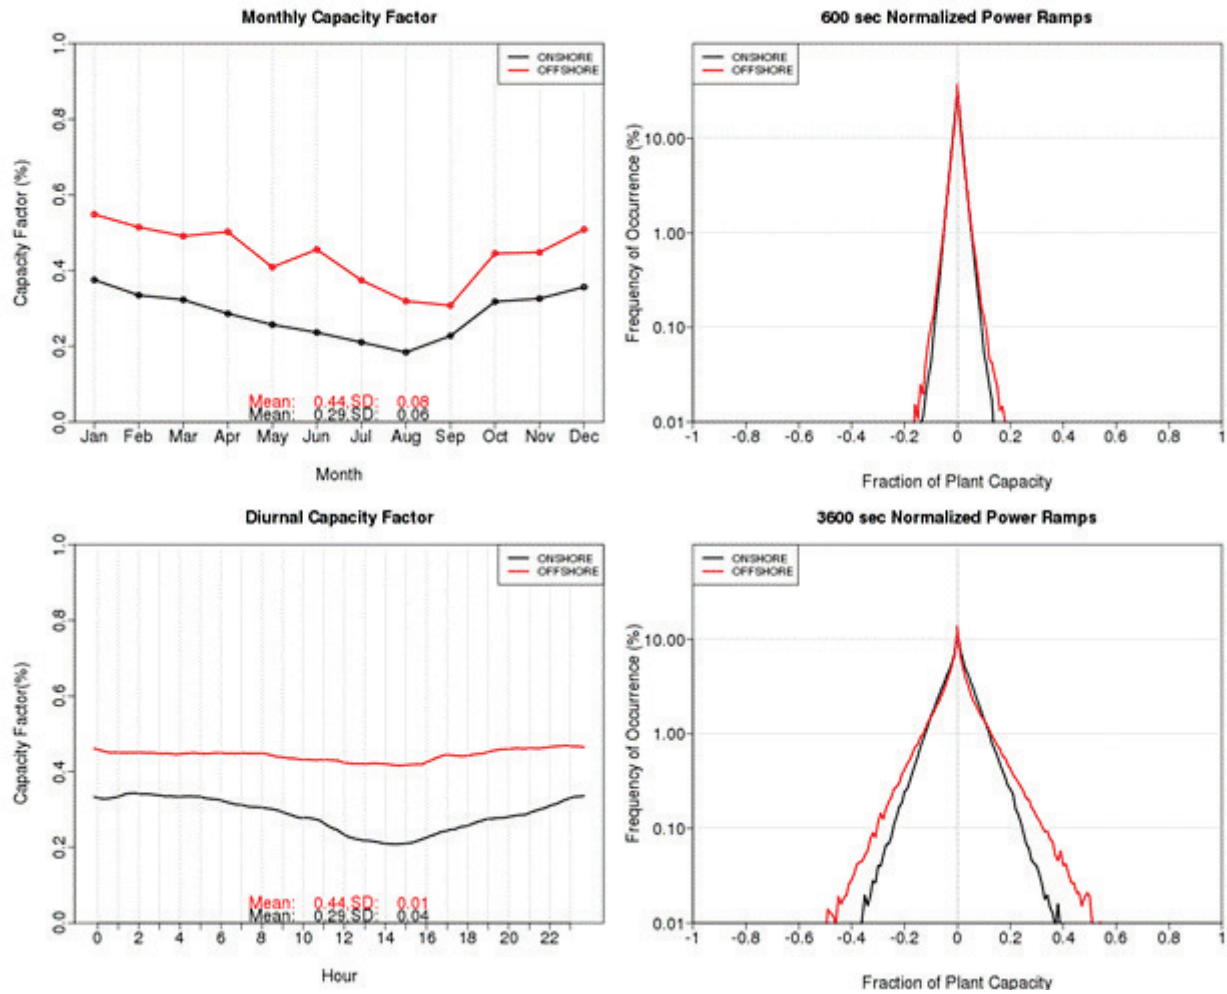 Monthly Capacity Factor
1.0
0.8
0.6
0.4
0.2
0.0
Capacity Factor (%)
ONSHORE
OFFSHORE
Mean: 0.44,SD: 0.08
Mean: 0.29,SD: 0.06
Jan Feb Mar Apr May Jun Jul Aug Sep Oct Nov Dec
Month
600 sec Normalized Power Ramps
ONSHORE
OFFSHORE
10.00
1.00
0.10
0.01
Frequency of Occurrence (%)
-1 -0.8 -0.6 -0.4 -0.2 0 0.2 0.4 0.6 0.8 1
Fraction of Plant Capacity
Diurnal Capacity Factor
1.0
0.8
0.6
0.4
0.2
0.0
Capacity Factor(%)
ONSHORE
OFFSHORE
Mean: 0.44,SD: 0.01
Mean: 0.29,SD: 0.04
0 2 4 6 8 10 12 14 16 18 20 22
Hour
3600 sec Normalized Power Ramps
ONSHORE
OFFSHORE
10.00
1.00
0.10
0.01
Frequency of Occurrence (%)
-1 -0.8 -0.6 -0.4 -0.2 0 0.2 0.4 0.6 0.8 1
Fraction of Plant Capacity